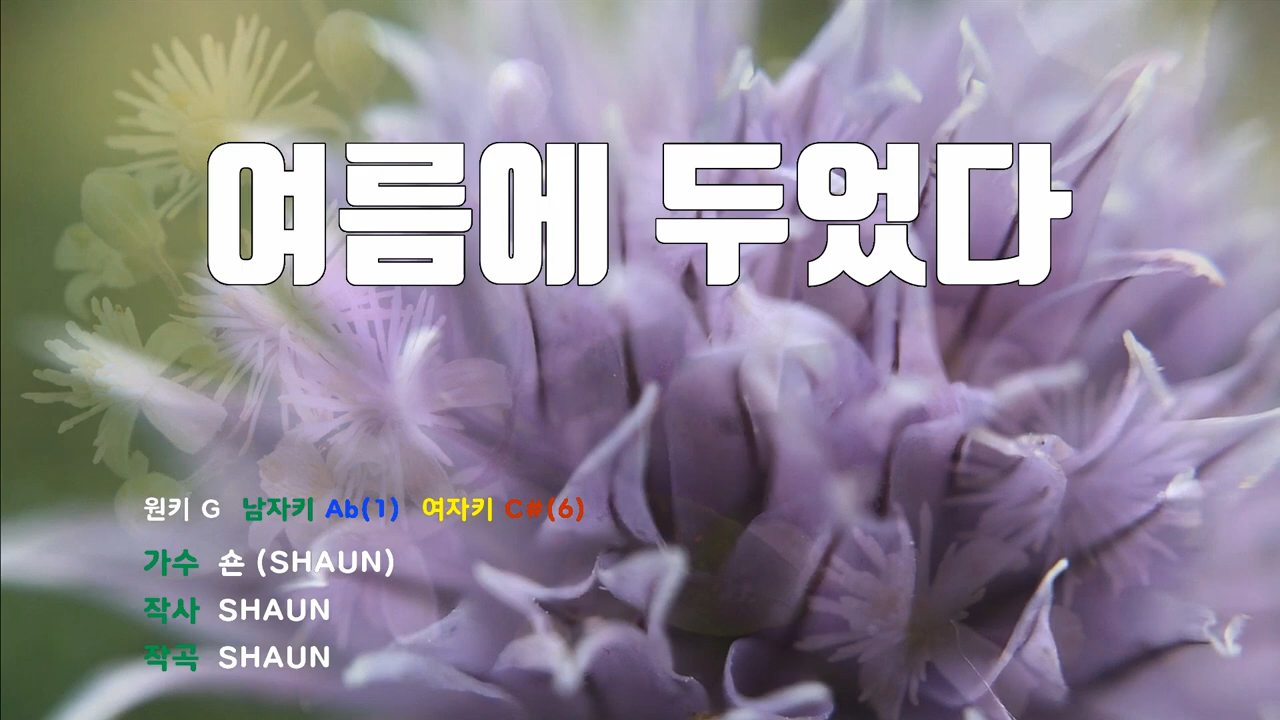 여름에 두었다
원키 G 남자키 Ab(1) 여자키 C#(6)
가수 숀 (SHAUN)
작사 SHAUN
작곡 SHAUN